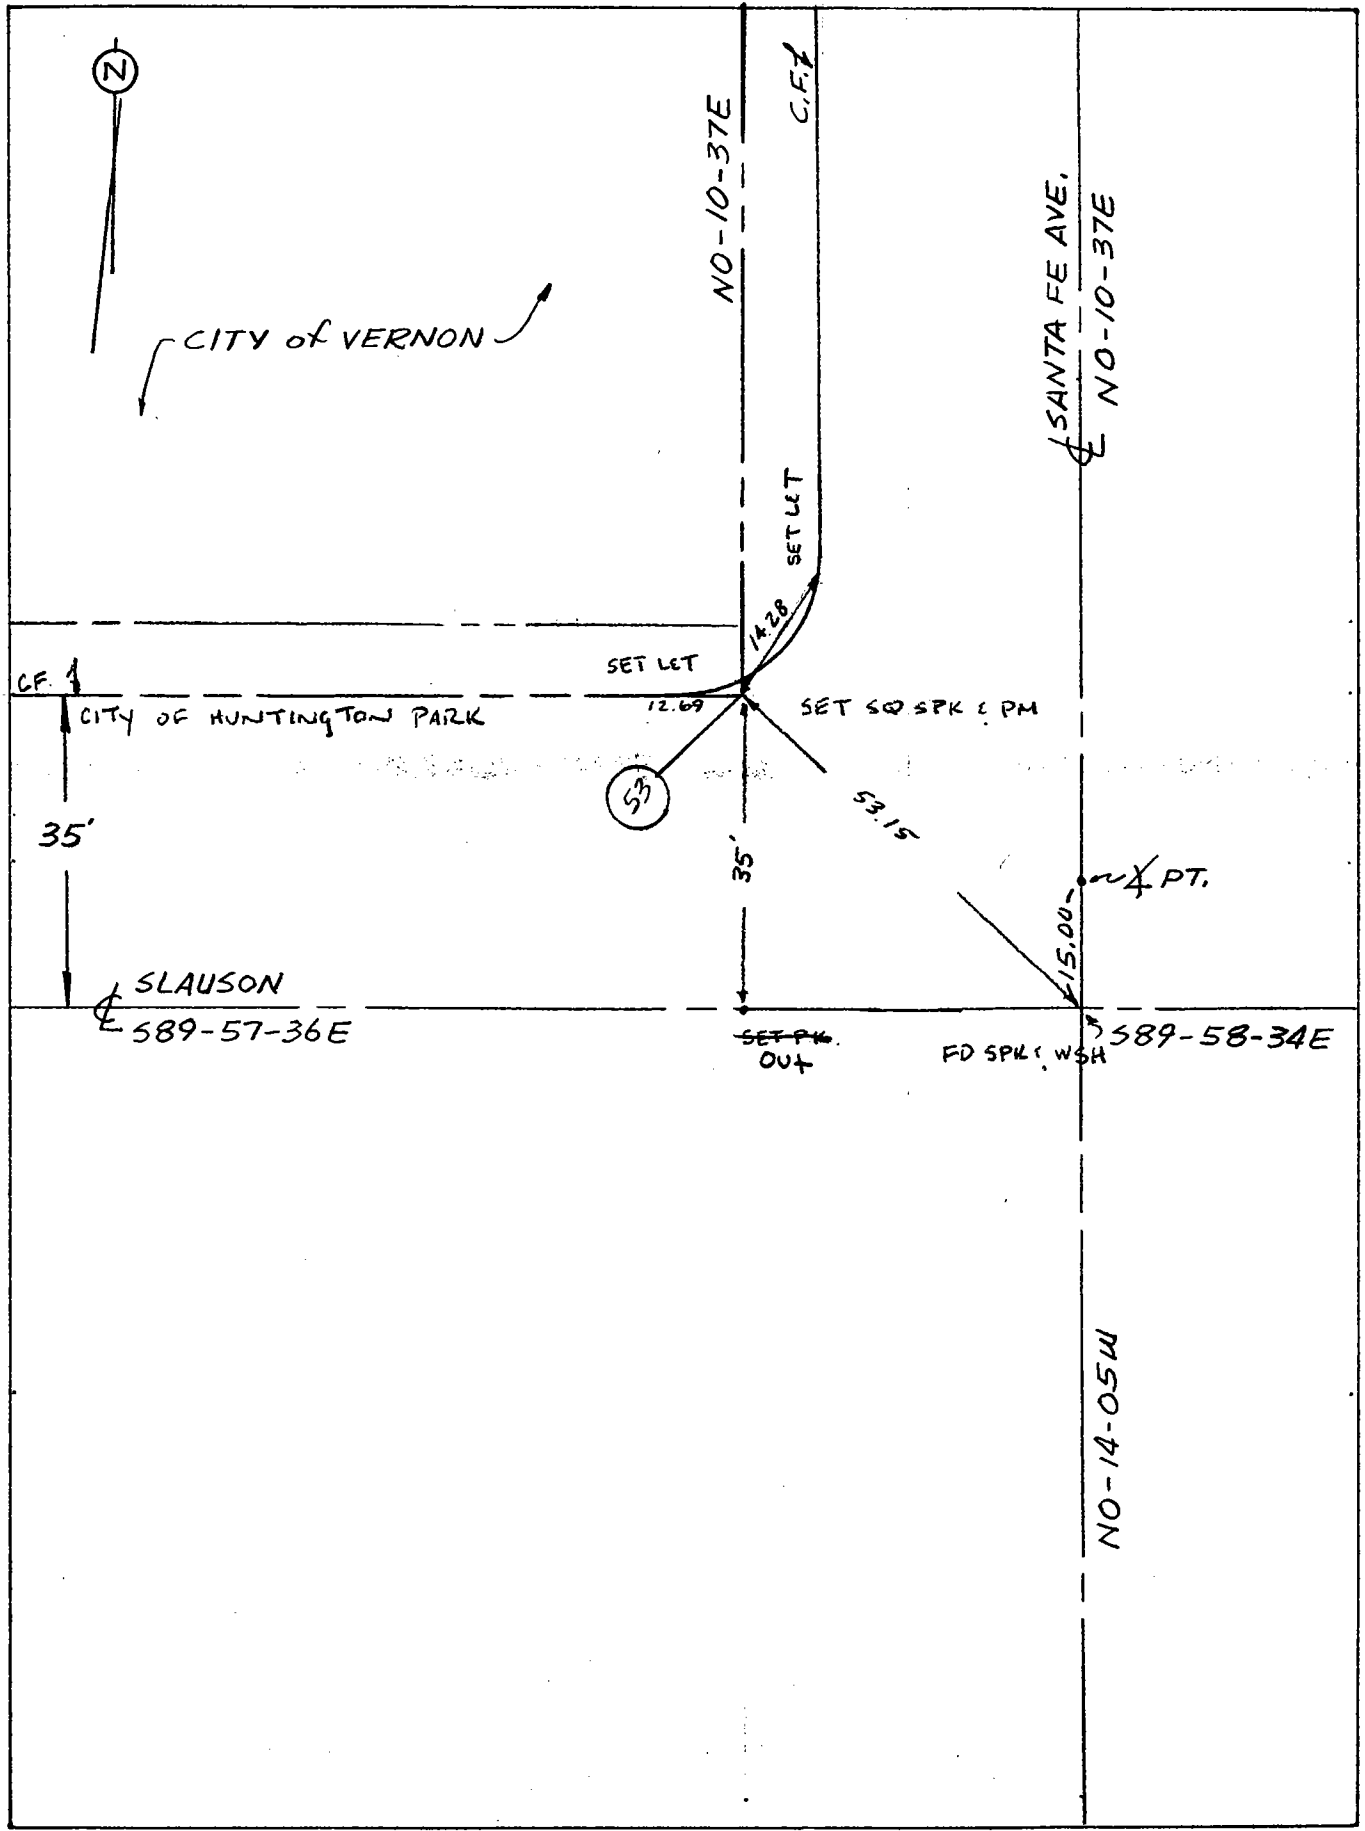 N
C.F.
N0-10-37E
SANTA FE AVE.
N0-10-37E
CITY of VERNON
SET L&T
14.28
SET L&T
C.F.
12.69
SET SQ SPK & PM
CITY OF HUNTINGTON PARK
53
53.15
35'
35'
PT.
15.00
SLAUSON
S89-57-36E
SET PK.
OUT
FD SPK & WSH
S89-58-34E
N0-14-05W